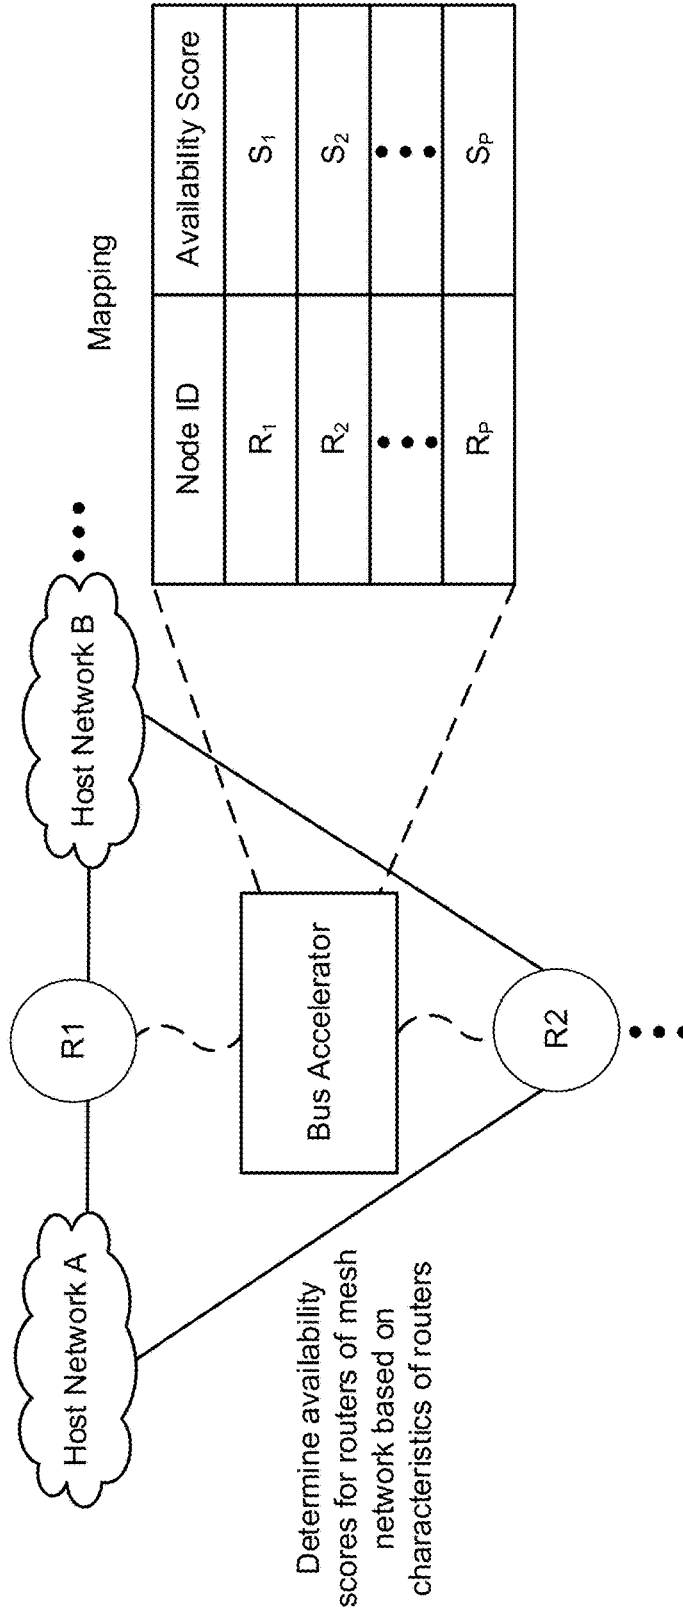 Host Network A
R1
Host Network B
Bus Accelerator
R2
Determine availability
scores for routers of mesh
network based on
characteristics of routers
Mapping
Node ID Availability Score
R₁ S₁
R₂ S₂
Rₚ Sₚ